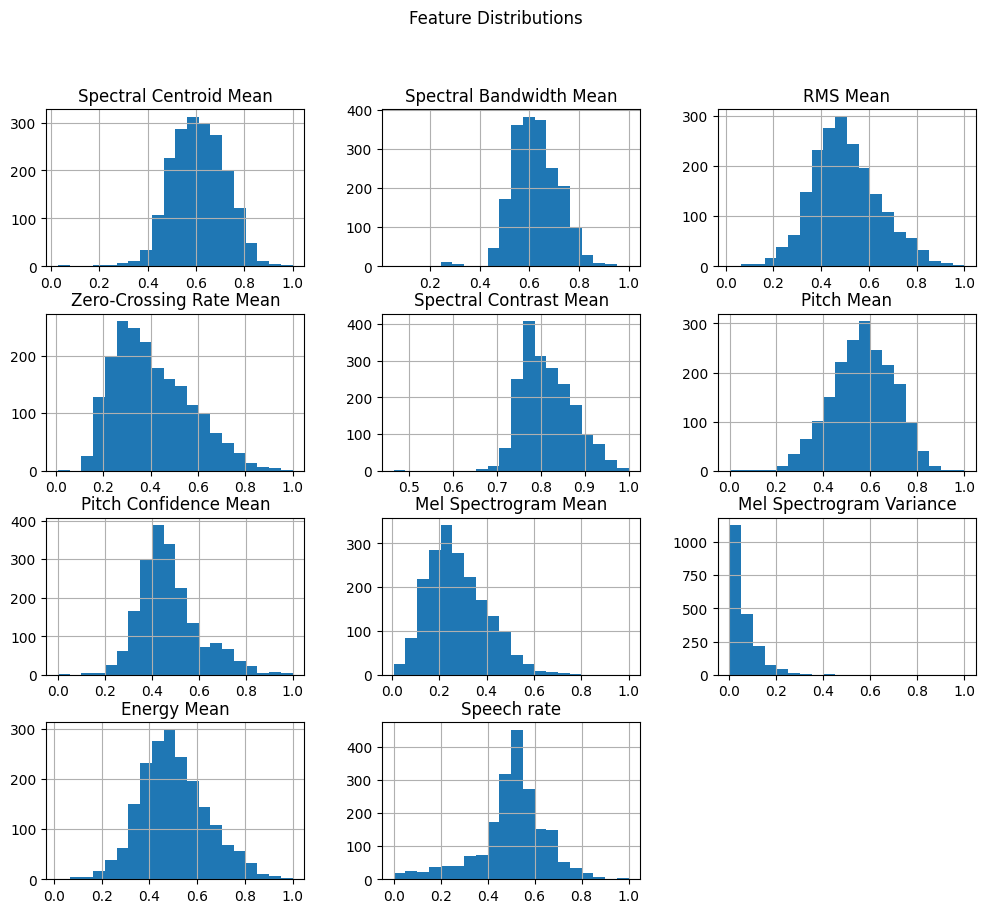 Feature Distributions
Spectral Centroid Mean
300
200
100
0
0.0 0.2 0.4 0.6 0.8 1.0
Spectral Bandwidth Mean
400
300
200
100
0
0.2 0.4 0.6 0.8 1.0
RMS Mean
300
250
200
150
100
50
0
0.0 0.2 0.4 0.6 0.8 1.0
Zero-Crossing Rate Mean
200
100
0
0.0 0.2 0.4 0.6 0.8 1.0
Spectral Contrast Mean
400
300
200
100
0
0.5 0.6 0.7 0.8 0.9 1.0
Pitch Mean
300
200
100
0
0.0 0.2 0.4 0.6 0.8 1.0
Pitch Confidence Mean
400
300
200
100
0
0.0 0.2 0.4 0.6 0.8 1.0
Mel Spectrogram Mean
300
200
100
0
0.0 0.2 0.4 0.6 0.8 1.0
Mel Spectrogram Variance
1000
750
500
250
0
0.0 0.2 0.4 0.6 0.8 1.0
Energy Mean
300
200
100
0
0.0 0.2 0.4 0.6 0.8 1.0
Speech rate
400
300
200
100
0
0.0 0.2 0.4 0.6 0.8 1.0